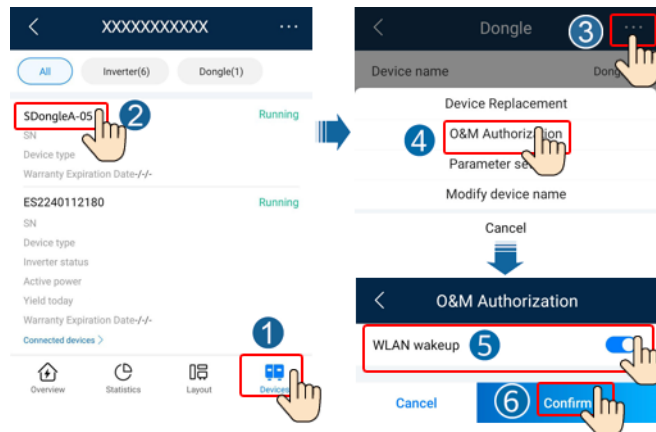 XXXXXXXXXXX
All
Inverter(6)
Dongle(1)
SDongleA-05
Running
SN
Device type
Warranty Expiration Date-/-/-
ES2240112180
Running
SN
Device type
Inverter status
Active power
Yield today
Warranty Expiration Date-/-/-
Connected devices >
Overview
Statistics
Layout
Devices
1
2
Dongle
3
Device name
Device Replacement
4
O&M Authorization
Modify device name
Cancel
O&M Authorization
WLAN wakeup
5
Cancel
6
Confirm